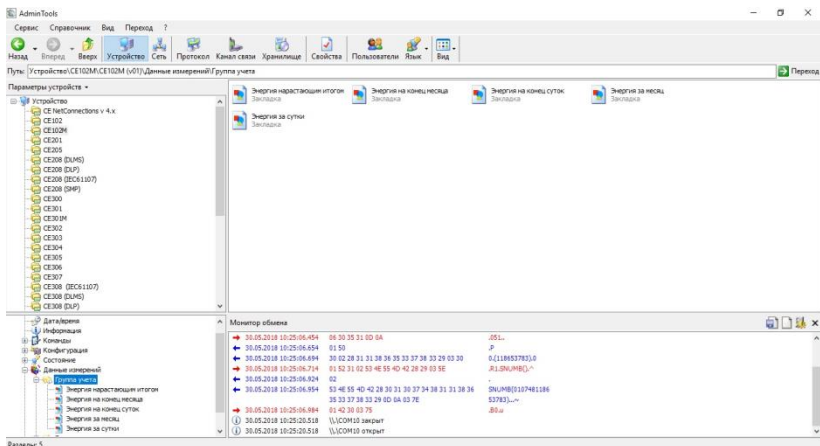 AdminTools
Сервис Справочник Вид Переход ?
Назад Вперед Вверх Устройство Сеть Протокол Канал связи Хранилище Свойства Пользователи Язык Вид
Путь: Устройство\CE102M\CE102M (v01)\Данные измерений\Группа учета Переход
Параметры устройств
Устройство
CE NetConnections v 4.x
CE102
CE102M
CE201
CE205
CE208 (DLMS)
CE208 (DLP)
CE208 (IEC61107)
CE208 (SMP)
CE300
CE301
CE301M
CE302
CE303
CE304
CE305
CE306
CE307
CE308 (IEC61107)
CE308 (DLMS)
CE308 (DLP)
Энергия нарастающим итогом
Закладка
Энергия на конец месяца
Закладка
Энергия на конец суток
Закладка
Энергия за месяц
Закладка
Энергия за сутки
Закладка
Дата/время
Информация
Команды
Конфигурация
Состояние
Данные измерений
Группа учета
Энергия нарастающим итогом
Энергия на конец месяца
Энергия на конец суток
Энергия за месяц
Энергия за сутки
Монитор обмена
30.05.2018 10:25:06.454 06 30 35 31 0D 0A .051..
30.05.2018 10:25:06.654 01 50 .P
30.05.2018 10:25:06.694 30 02 28 31 31 38 36 35 33 37 38 33 29 03 30 0.(118653783).0
30.05.2018 10:25:06.714 01 52 31 02 53 4E 55 4D 42 28 29 03 5E .R1.SNUMB().^
30.05.2018 10:25:06.924 02 .
30.05.2018 10:25:06.954 53 4E 55 4D 42 28 30 31 30 37 34 38 31 31 38 36 SNUMB(0107481186
35 33 37 38 33 29 0D 0A 03 7E 53783)...~
30.05.2018 10:25:06.984 01 42 30 03 75 .B0.u
30.05.2018 10:25:20.518 \\.\COM10 закрыт
30.05.2018 10:25:20.518 \\.\COM10 открыт
Разделы: 5